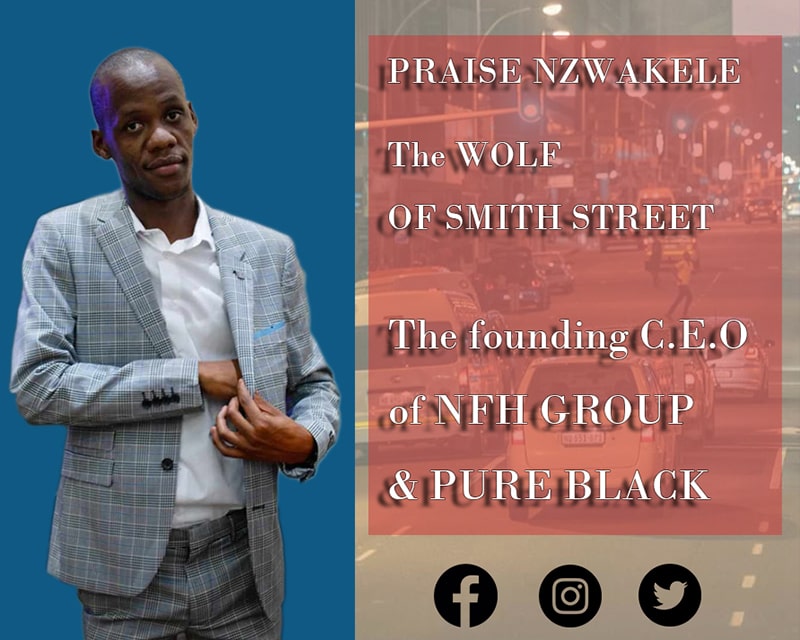 PRAISE NZWAKELE
The WOLF
OF SMITH STREET
The founding C.E.O
of NFH GROUP
& PURE BLACK